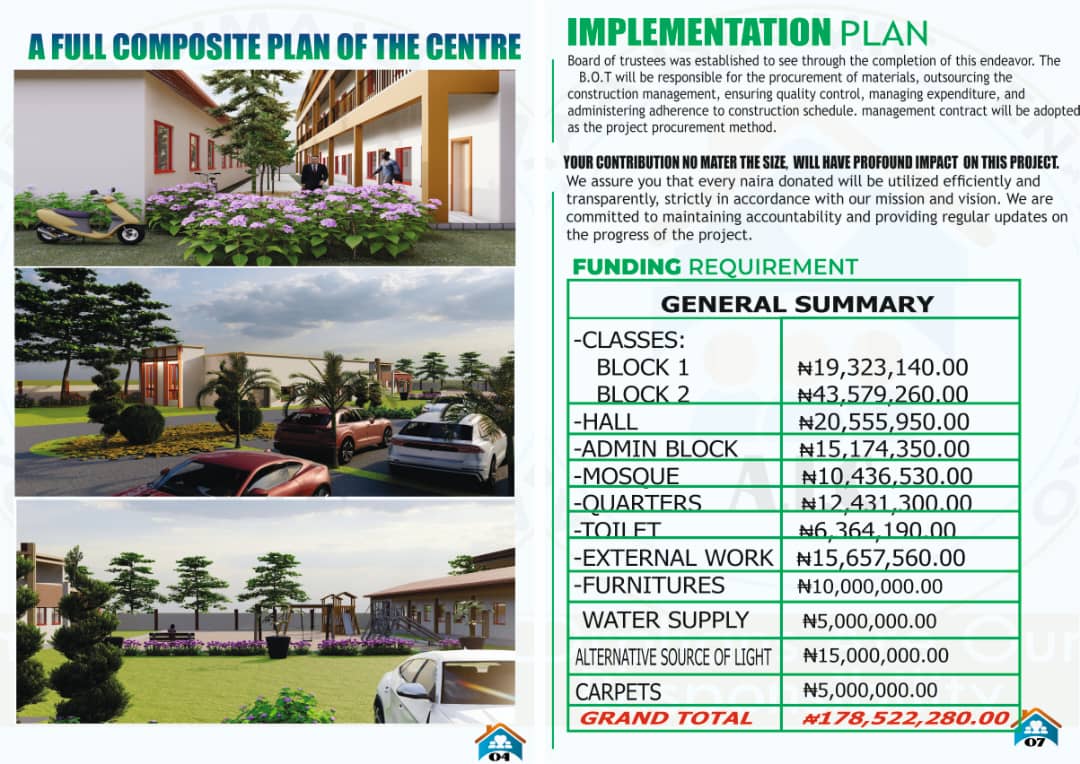 A FULL COMPOSITE PLAN OF THE CENTRE
04
IMPLEMENTATION PLAN
Board of trustees was established to see through the completion of this endeavor. The
B.O.T will be responsible for the procurement of materials, outsourcing the
construction management, ensuring quality control, managing expenditure, and
administering adherence to construction schedule. management contract will be adopted
as the project procurement method.
YOUR CONTRIBUTION NO MATER THE SIZE, WILL HAVE PROFOUND IMPACT ON THIS PROJECT.
We assure you that every naira donated will be utilized efficiently and
transparently, strictly in accordance with our mission and vision. We are
committed to maintaining accountability and providing regular updates on
the progress of the project.
FUNDING REQUIREMENT
GENERAL SUMMARY
-CLASSES:
BLOCK 1 ₦19,323,140.00
BLOCK 2 ₦43,579,260.00
-HALL ₦20,555,950.00
-ADMIN BLOCK ₦15,174,350.00
-MOSQUE ₦10,436,530.00
-QUARTERS ₦12,431,300.00
-TOILET ₦6,364,190.00
-EXTERNAL WORK ₦15,657,560.00
-FURNITURES ₦10,000,000.00
WATER SUPPLY ₦5,000,000.00
ALTERNATIVE SOURCE OF LIGHT ₦15,000,000.00
CARPETS ₦5,000,000.00
GRAND TOTAL ₦178,522,280.00
07